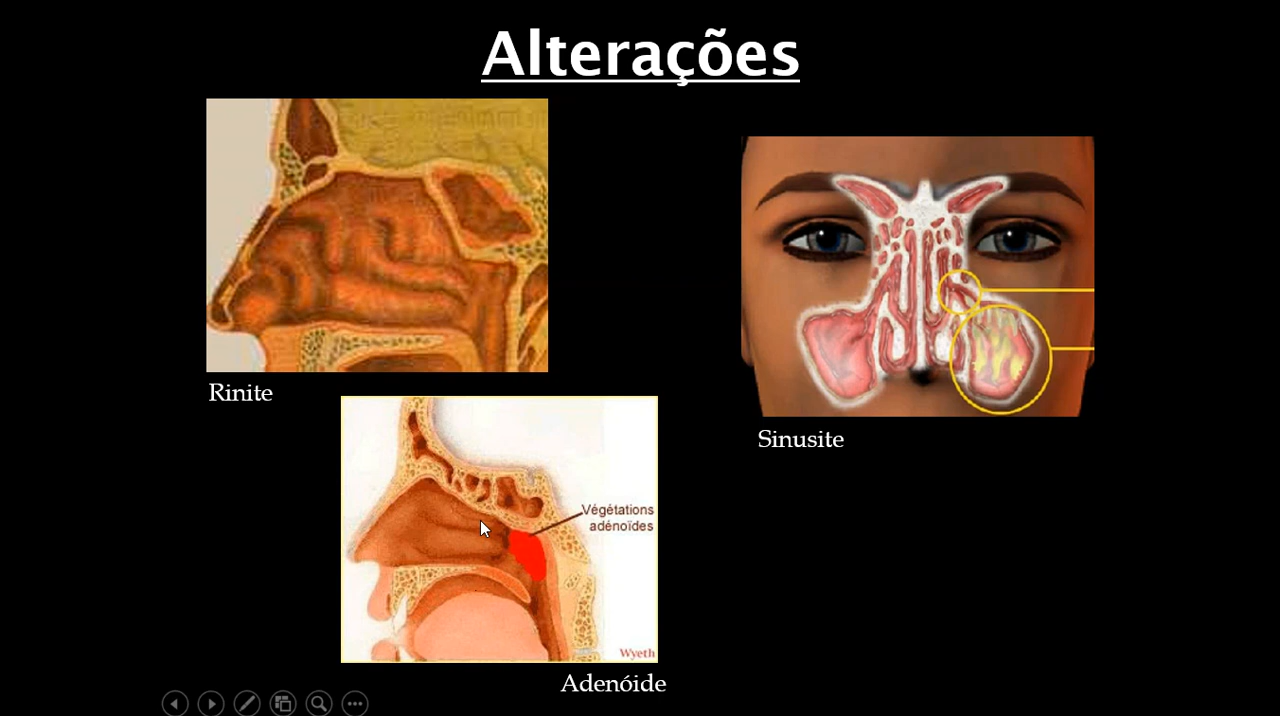 Alterações
Rinite
Sinusite
Végétations
adénoïdes
Wyeth
Adenóide